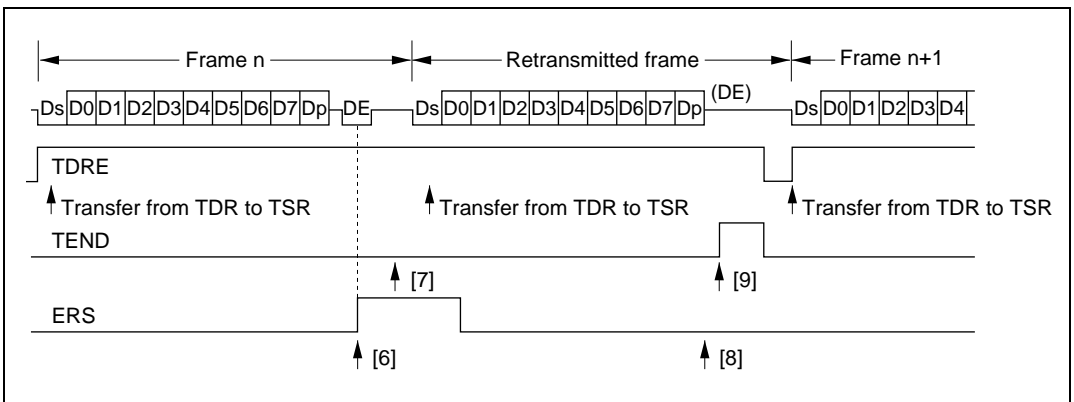 Frame n Retransmitted frame Frame n+1
(DE)
Ds D0 D1 D2 D3 D4 D5 D6 D7 Dp DE Ds D0 D1 D2 D3 D4 D5 D6 D7 Dp Ds D0 D1 D2 D3 D4
TDRE
Transfer from TDR to TSR Transfer from TDR to TSR Transfer from TDR to TSR
TEND
[7] [9]
ERS
[6] [8]